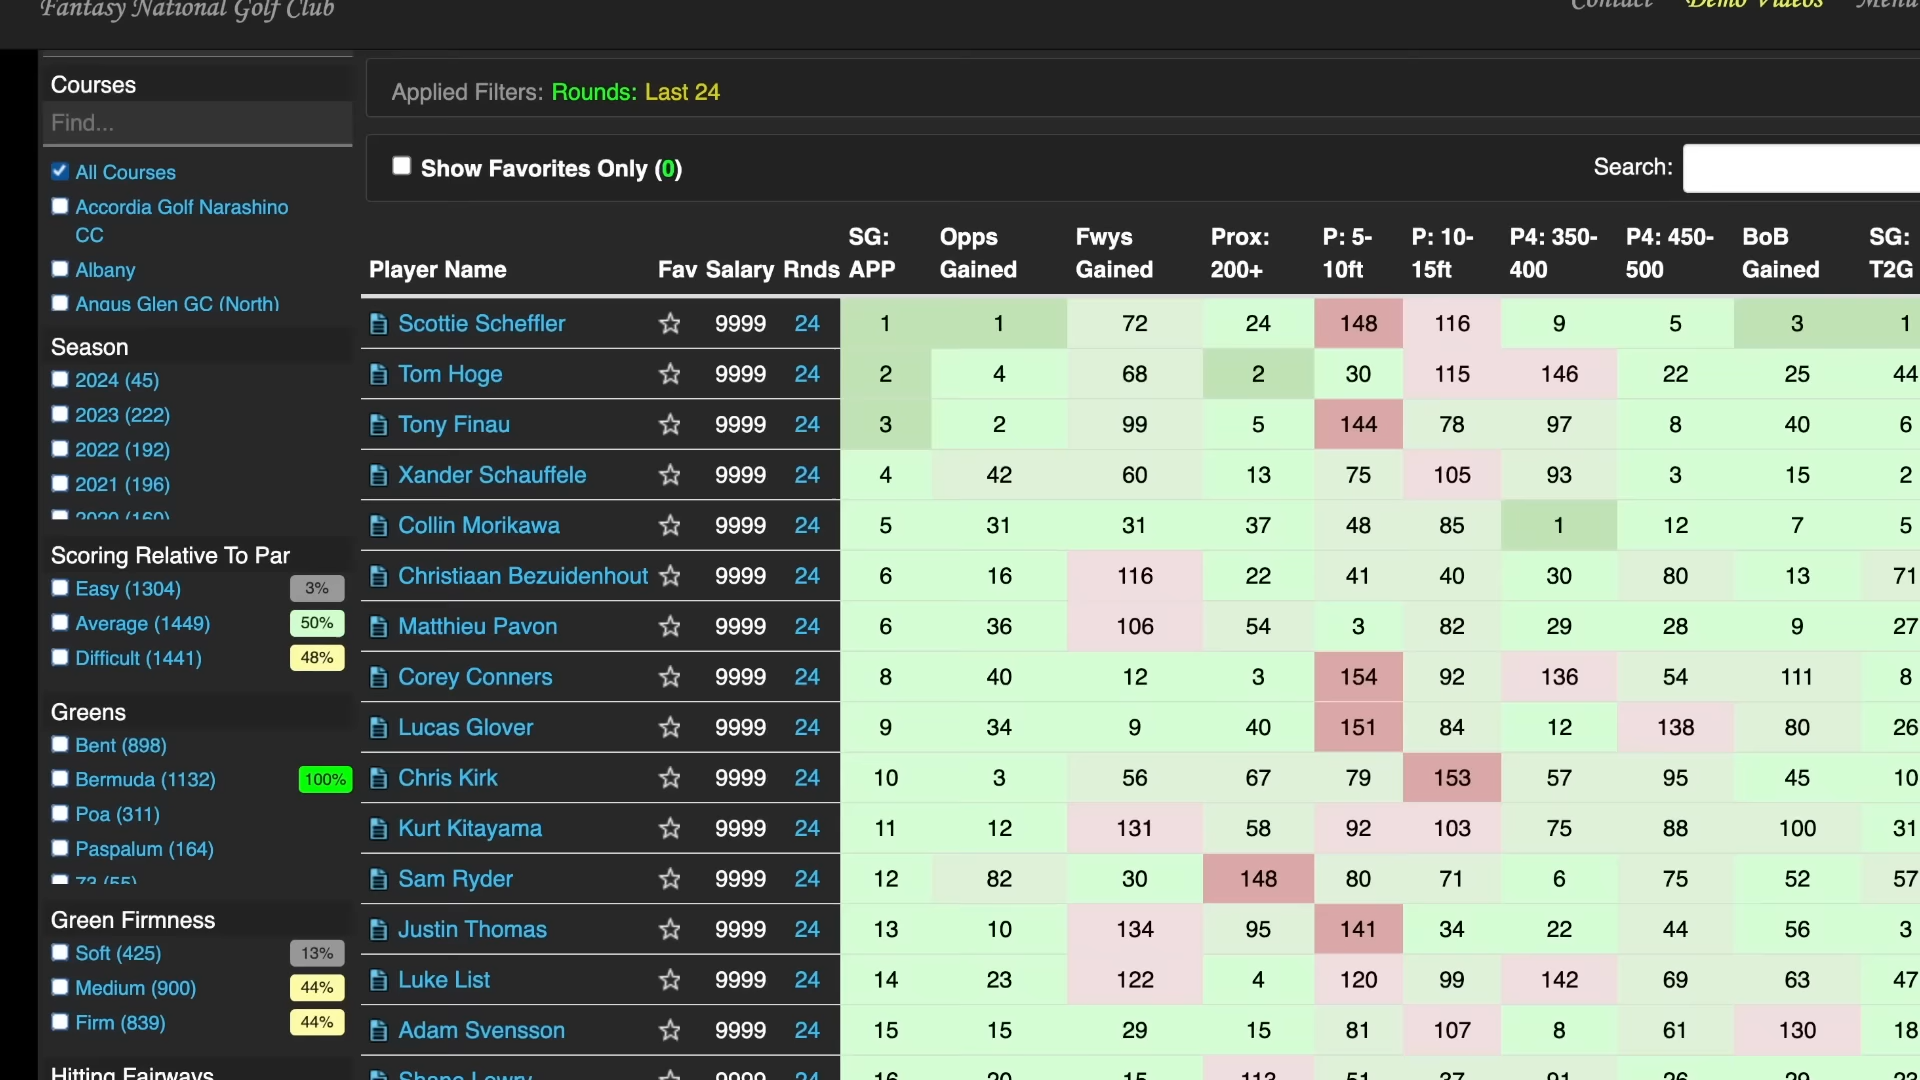 Fantasy National Golf Club
Contact Demo Videos Menu
Courses
Find...
All Courses
Accordia Golf Narashino
CC
Albany
Angus Glen GC (North)
Season
2024 (45)
2023 (222)
2022 (192)
2021 (196)
2020 (160)
Scoring Relative To Par
Easy (1304) 3%
Average (1449) 50%
Difficult (1441) 48%
Greens
Bent (898)
Bermuda (1132) 100%
Poa (311)
Paspalum (164)
?? (55)
Green Firmness
Soft (425) 13%
Medium (900) 44%
Firm (839) 44%
Hitting Fairways
Applied Filters: Rounds: Last 24
Show Favorites Only (0)
Search:
Player Name Fav Salary Rnds SG: APP Opps Gained Fwys Gained Prox: 200+ P: 5-10ft P: 10-15ft P4: 350-400 P4: 450-500 BoB Gained SG: T2G
Scottie Scheffler 9999 24 1 1 72 24 148 116 9 5 3 1
Tom Hoge 9999 24 2 4 68 2 30 115 146 22 25 44
Tony Finau 9999 24 3 2 99 5 144 78 97 8 40 6
Xander Schauffele 9999 24 4 42 60 13 75 105 93 3 15 2
Collin Morikawa 9999 24 5 31 31 37 48 85 1 12 7 5
Christiaan Bezuidenhout 9999 24 6 16 116 22 41 40 30 80 13 71
Matthieu Pavon 9999 24 6 36 106 54 3 82 29 28 9 27
Corey Conners 9999 24 8 40 12 3 154 92 136 54 111 8
Lucas Glover 9999 24 9 34 9 40 151 84 12 138 80 26
Chris Kirk 9999 24 10 3 56 67 79 153 57 95 45 10
Kurt Kitayama 9999 24 11 12 131 58 92 103 75 88 100 31
Sam Ryder 9999 24 12 82 30 148 80 71 6 75 52 57
Justin Thomas 9999 24 13 10 134 95 141 34 22 44 56 3
Luke List 9999 24 14 23 122 4 120 99 142 69 63 47
Adam Svensson 9999 24 15 15 29 15 81 107 8 61 130 18
Shane Lowry 9999 24 16 20 15 113 51 37 91 26 29